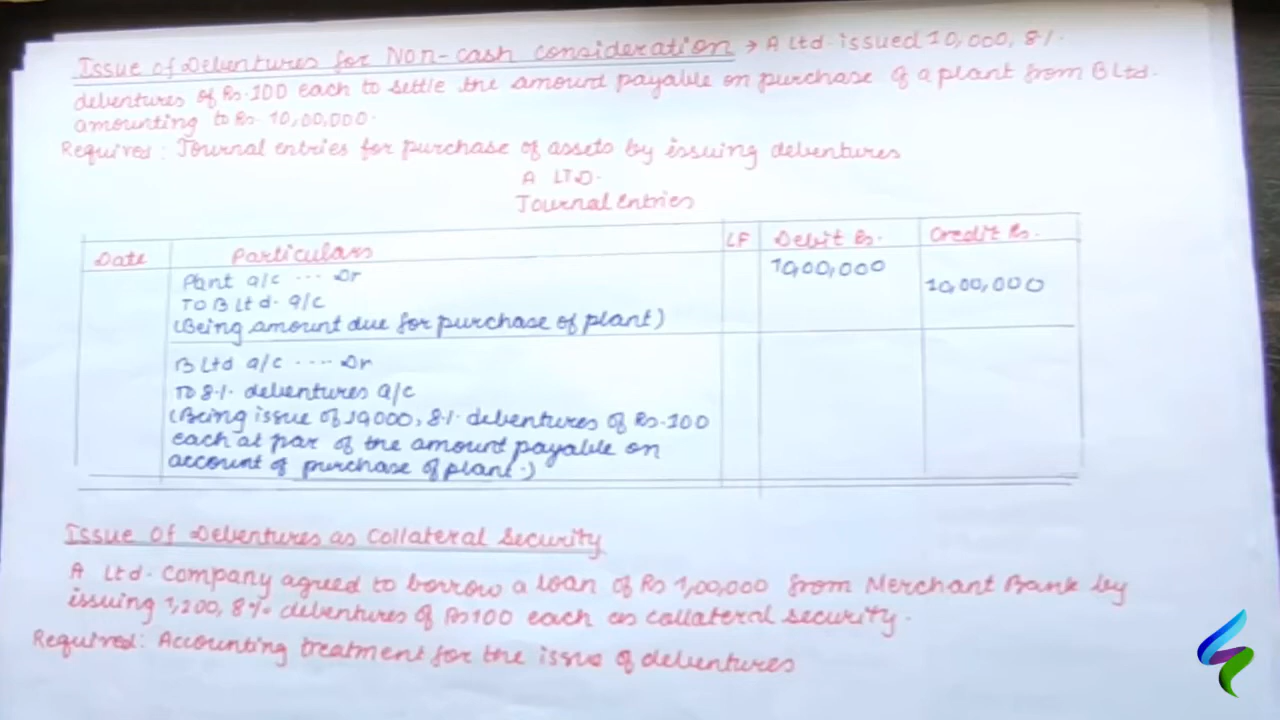 Issue of Debentures for Non-cash consideration → A Ltd. issued 10,000, 8%
debentures of Rs.100 each to settle the amount payable on purchase of a plant from B Ltd.
amounting to Rs. 10,00,000.
Required: Journal entries for purchase of assets by issuing debentures
A LTD.
Journal Entries
Date Particulars LF Debit Rs. Credit Rs.
Plant a/c .... Dr 10,00,000
TO B Ltd. a/c 10,00,000
(Being amount due for purchase of plant)
B Ltd a/c ..... Dr
TO 8% debentures a/c
(Being issue of 10,000, 8% debentures of Rs.100
each at par of the amount payable on
account of purchase of plant.)
Issue Of Debentures as Collateral Security
A Ltd. Company agreed to borrow a loan of Rs 1,00,000 from Merchant Bank by
issuing 1,200, 8% debentures of Rs100 each as collateral security.
Required: Accounting treatment for the issue of debentures